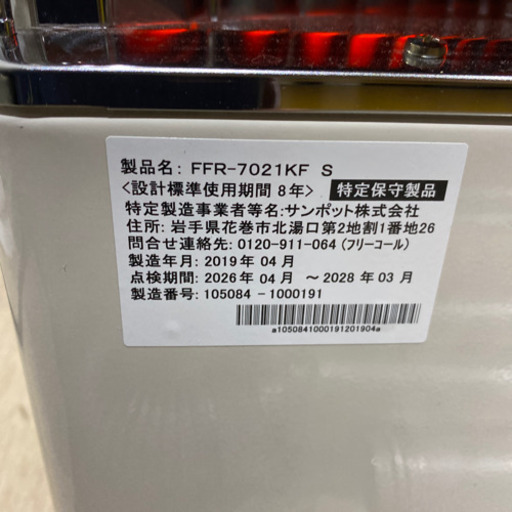 製品名: FFR-7021KF S
<設計標準使用期間 8年> 特定保守製品
特定製造事業者等名: サンポット株式会社
住所: 岩手県花巻市北湯口第2地割1番地26
問合せ連絡先: 0120-911-064 (フリーコール)
製造年月: 2019 年 04 月
点検期間: 2026 年 04 月 ～ 2028 年 03 月
製造番号: 105084 - 1000191
a1050841000191201904a